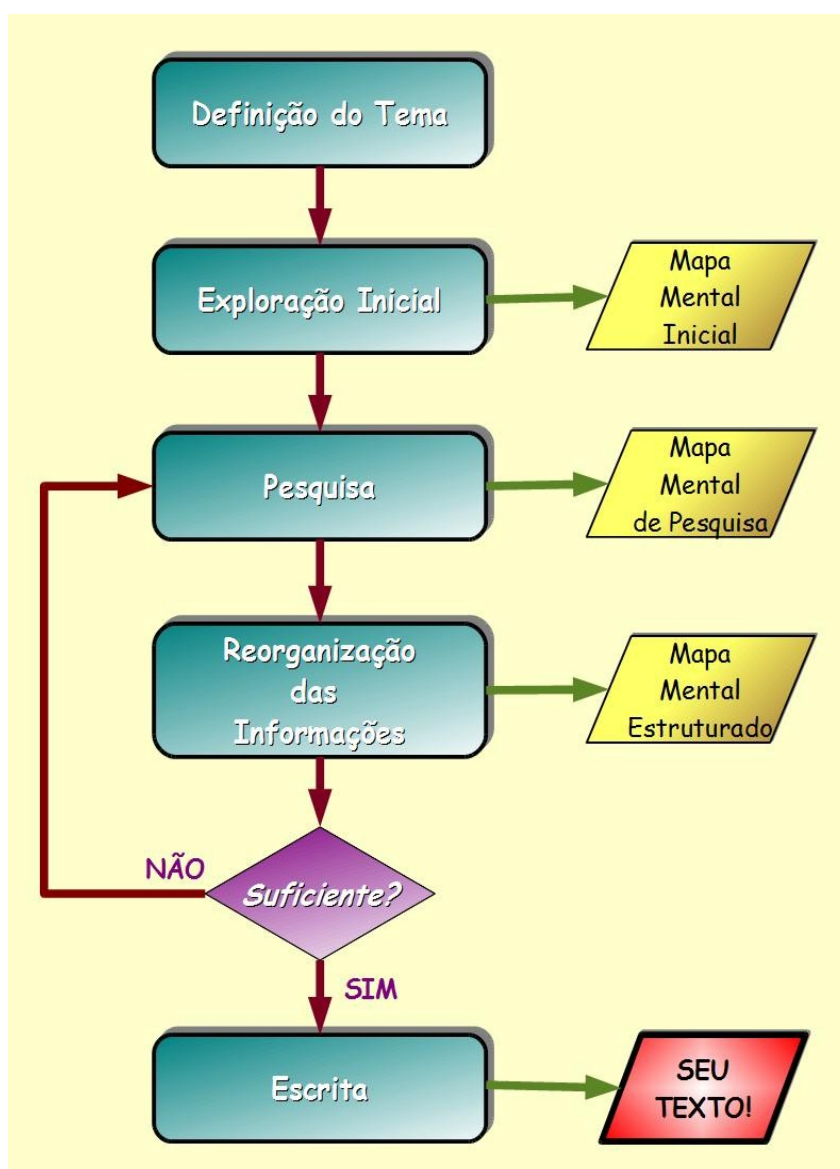 Definição do Tema
Exploração Inicial
Mapa
Mental
Inicial
Pesquisa
Mapa
Mental
de Pesquisa
Reorganização
das
Informações
Mapa
Mental
Estruturado
NÃO
Suficiente?
SIM
Escrita
SEU
TEXTO!